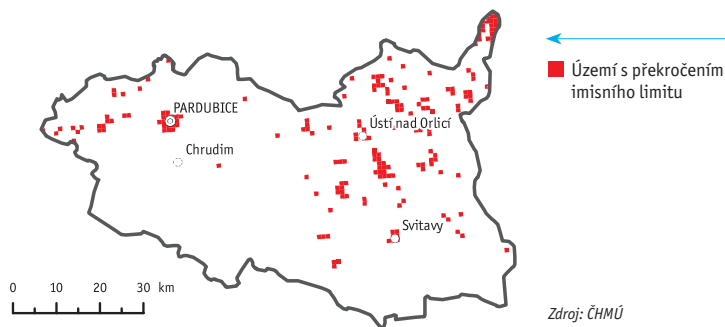 PARDUBICE
Ústí nad Orlicí
Chrudim
Svitavy
0 10 20 30 km
Území s překročením
imisního limitu
Zdroj: ČHMÚ